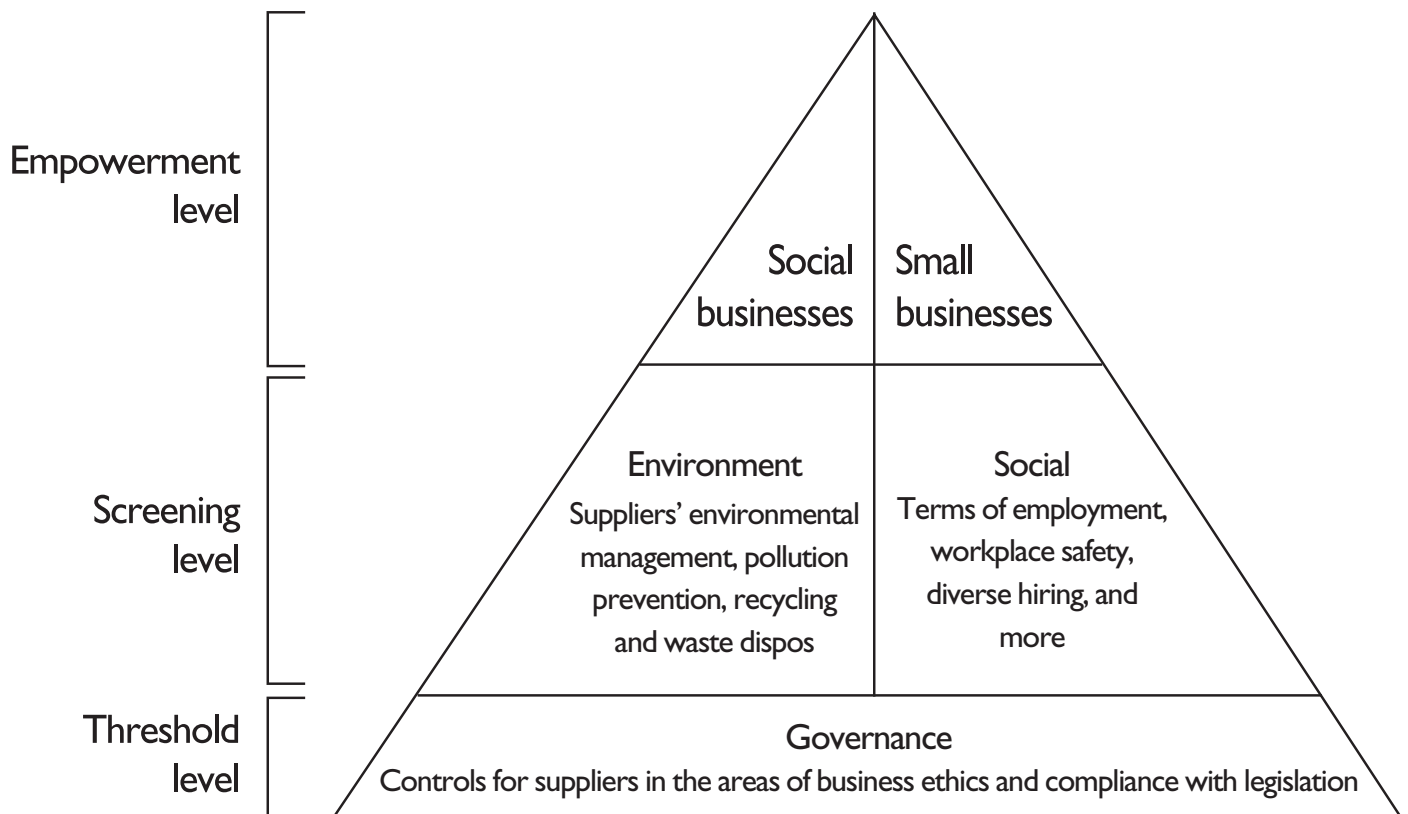 Empowerment
level
Social
businesses
Small
businesses
Screening
level
Environment
Suppliers’ environmental
management, pollution
prevention, recycling
and waste dispos
Social
Terms of employment,
workplace safety,
diverse hiring, and
more
Threshold
level
Governance
Controls for suppliers in the areas of business ethics and compliance with legislation